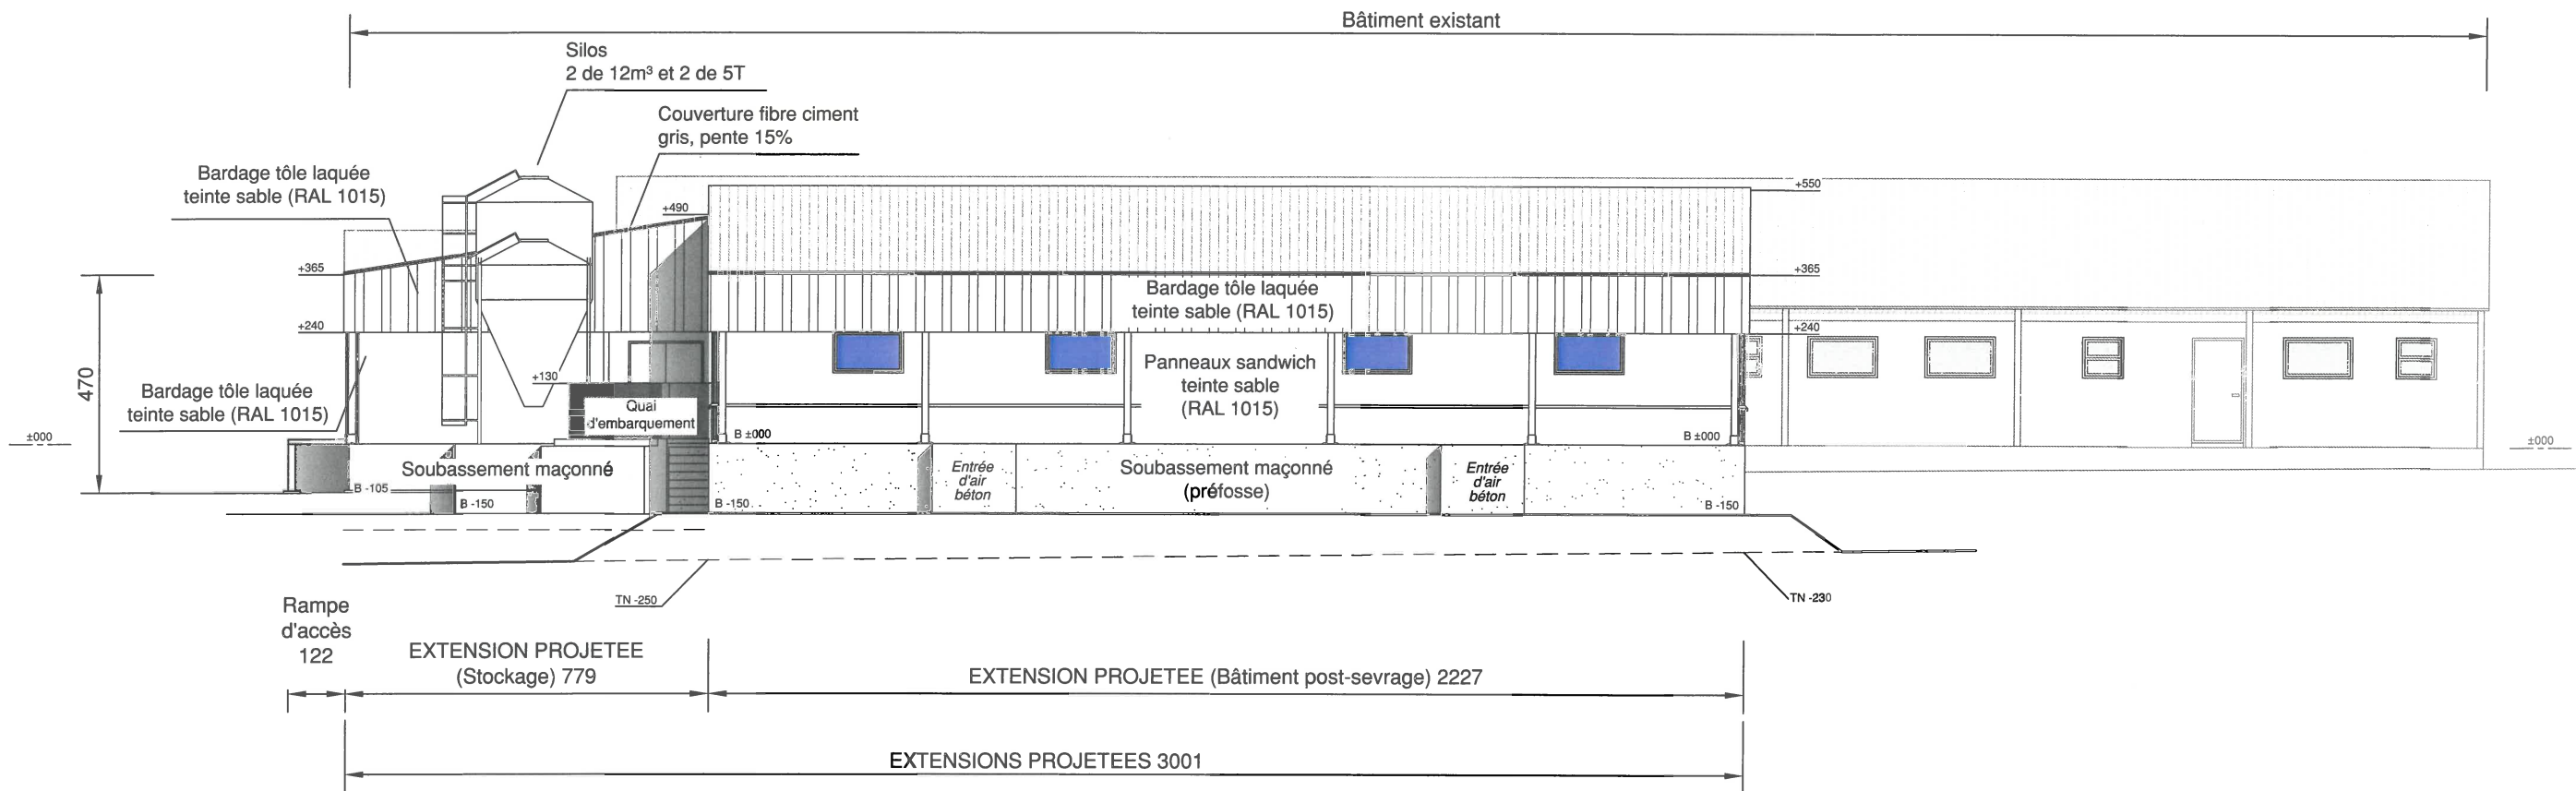 Bâtiment existant
Silos
2 de 12m³ et 2 de 5T
Couverture fibre ciment
gris, pente 15%
Bardage tôle laquée
teinte sable (RAL 1015)
+550
+490
+365
+365
Bardage tôle laquée
teinte sable (RAL 1015)
+240
+240
470
Panneaux sandwich
teinte sable
(RAL 1015)
+130
Bardage tôle laquée
teinte sable (RAL 1015)
Quai
d'embarquement
±000
B ±000
B ±000
±000
Soubassement maçonné
Entrée
d'air
béton
Soubassement maçonné
(préfosse)
Entrée
d'air
béton
B -105
B -150
B -150
B -150
TN -250
TN -230
Rampe
d'accès
122
EXTENSION PROJETEE
(Stockage) 779
EXTENSION PROJETEE (Bâtiment post-sevrage) 2227
EXTENSIONS PROJETEES 3001